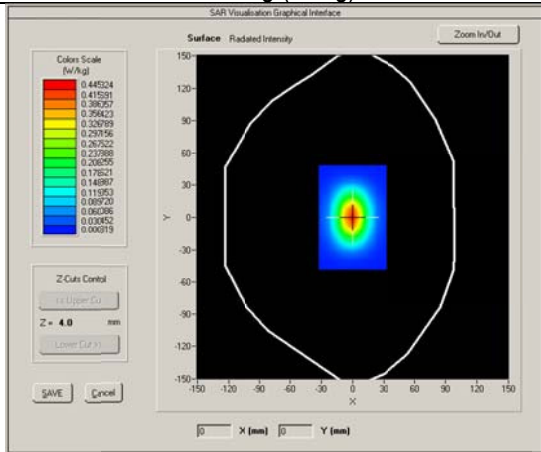 SAR Visualisation Graphical Interface
Surface Radiated Intensity
Zoom In/Out
Colors Scale
(W/kg)
0.445324
0.415591
0.386357
0.356423
0.326789
0.297156
0.267522
0.237888
0.208255
0.178621
0.148987
0.119353
0.089720
0.060086
0.030452
0.000819
150-
120-
90-
60-
30-
0-
-30-
-60-
-90-
-120-
-150-
Y
-150 -120 -90 -60 -30 0 30 60 90 120 150
X
Z-Cuts Control
Z = 4.0 mm
SAVE Cancel
0 X (mm) 0 Y (mm)